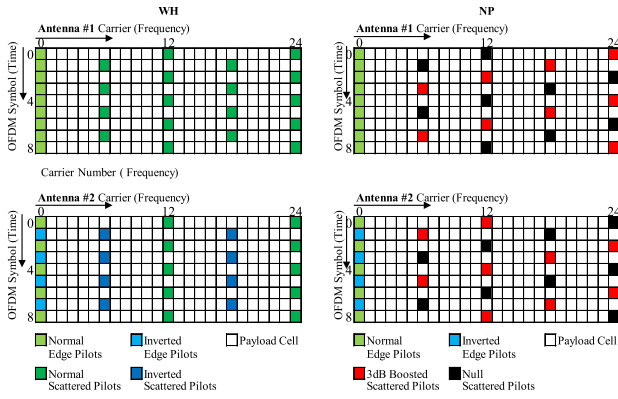 WH
NP
Antenna #1 Carrier (Frequency)
Antenna #1 Carrier (Frequency)
0 12 24
0 12 24
OFDM Symbol (Time)
0
4
8
OFDM Symbol (Time)
0
4
8
Carrier Number ( Frequency)
Antenna #2 Carrier (Frequency)
Antenna #2 Carrier (Frequency)
0 12 24
0 12 24
OFDM Symbol (Time)
0
4
8
OFDM Symbol (Time)
0
4
8
Normal
Edge Pilots
Inverted
Edge Pilots
Payload Cell
Normal
Scattered Pilots
Inverted
Scattered Pilots
Normal
Edge Pilots
Inverted
Edge Pilots
Payload Cell
3dB Boosted
Scattered Pilots
Null
Scattered Pilots